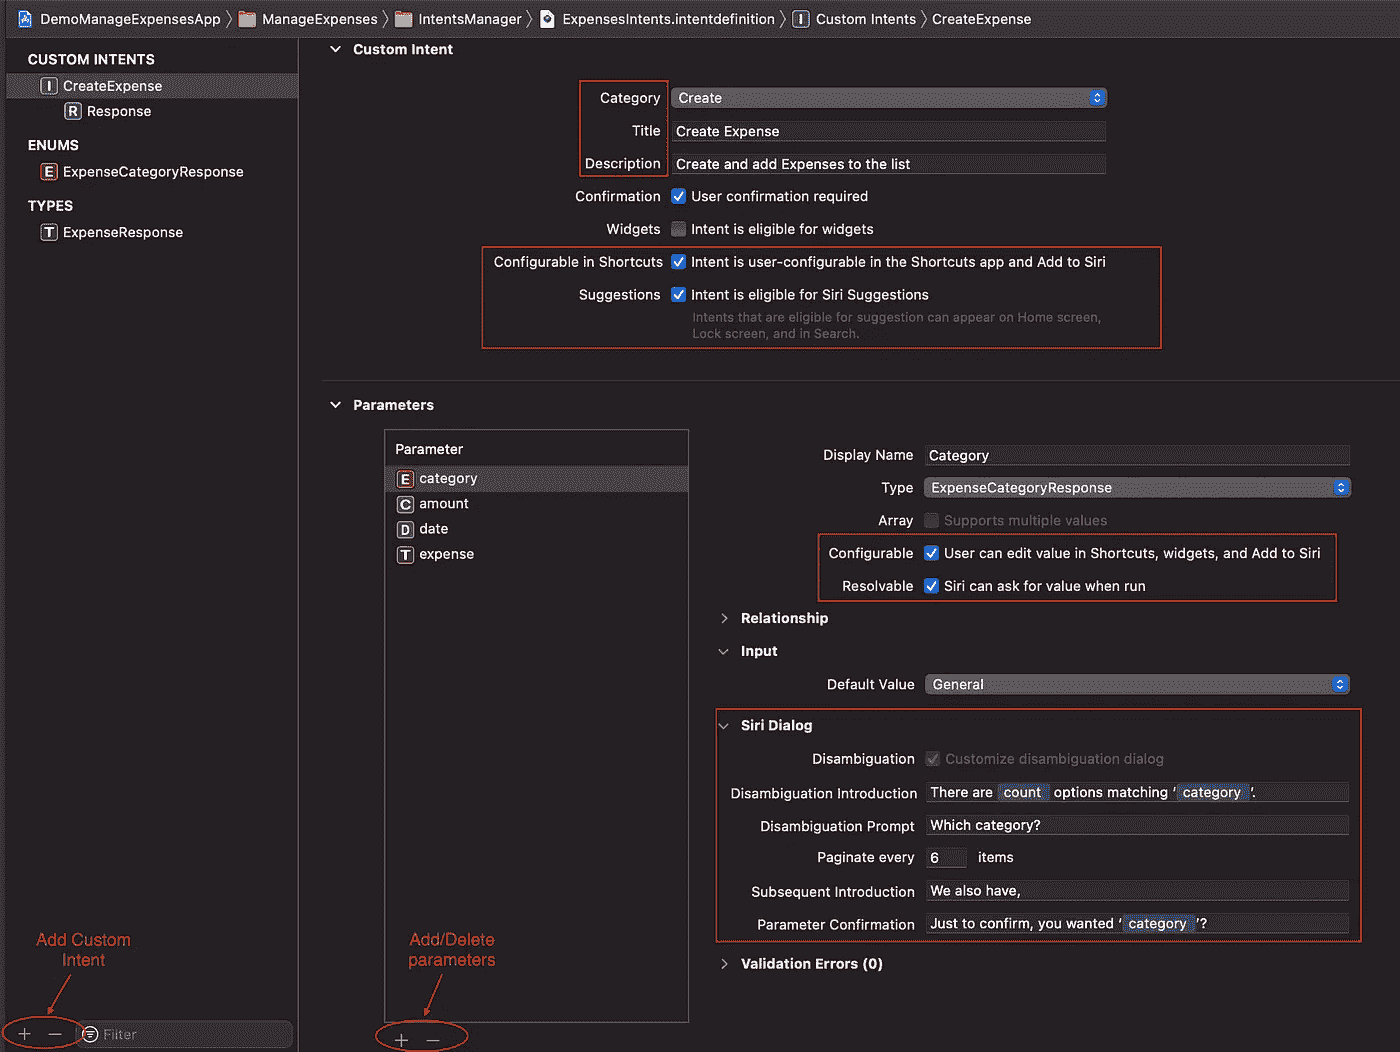 DemoManageExpensesApp ManageExpenses IntentsManager ExpensesIntents.intentdefinition I Custom Intents CreateExpense
CUSTOM INTENTS
I CreateExpense
R Response
ENUMS
E ExpenseCategoryResponse
TYPES
T ExpenseResponse
Add Custom
Intent
Filter
Custom Intent
Category Create
Title Create Expense
Description Create and add Expenses to the list
Confirmation User confirmation required
Widgets Intent is eligible for widgets
Configurable in Shortcuts Intent is user-configurable in the Shortcuts app and Add to Siri
Suggestions Intent is eligible for Siri Suggestions
Intents that are eligible for suggestion can appear on Home screen,
Lock screen, and in Search.
Parameters
Parameter
E category
C amount
D date
T expense
Add/Delete
parameters
Display Name Category
Type ExpenseCategoryResponse
Array Supports multiple values
Configurable User can edit value in Shortcuts, widgets, and Add to Siri
Resolvable Siri can ask for value when run
Relationship
Input
Default Value General
Siri Dialog
Disambiguation Customize disambiguation dialog
Disambiguation Introduction There are count options matching ‘ category ’.
Disambiguation Prompt Which category?
Paginate every 6 items
Subsequent Introduction We also have,
Parameter Confirmation Just to confirm, you wanted ‘ category ’?
Validation Errors (0)